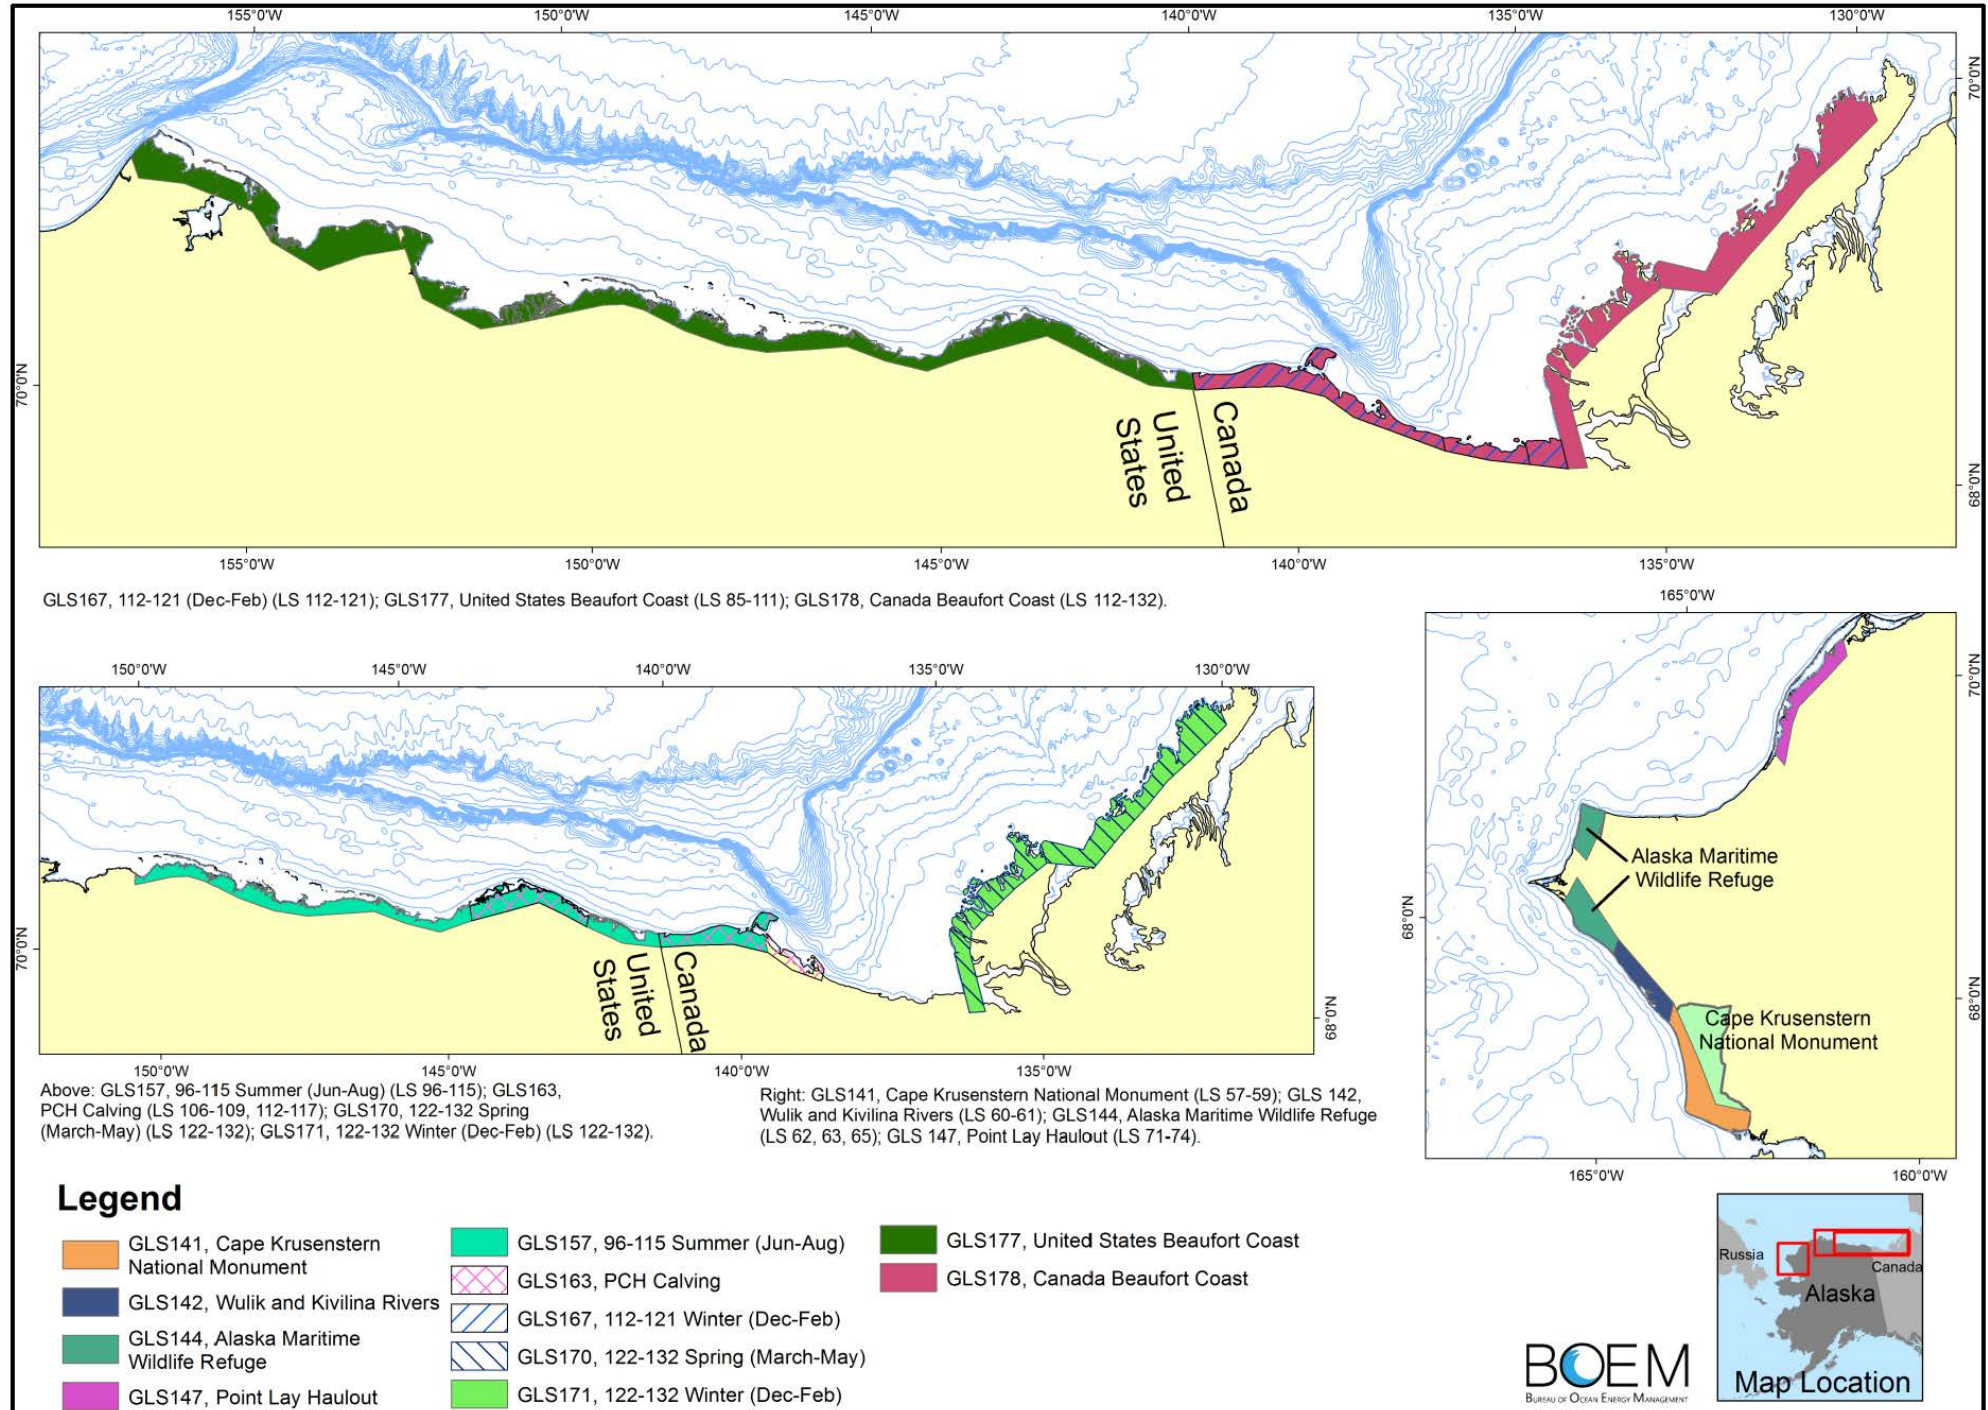 155°0'W 150°0'W 145°0'W 140°0'W 135°0'W 130°0'W
70°0'N
70°0'N
68°0'N
United States
Canada
155°0'W 150°0'W 145°0'W 140°0'W 135°0'W
GLS167, 112-121 (Dec-Feb) (LS 112-121); GLS177, United States Beaufort Coast (LS 85-111); GLS178, Canada Beaufort Coast (LS 112-132).
150°0'W 145°0'W 140°0'W 135°0'W 130°0'W
70°0'N
68°0'N
United States
Canada
150°0'W 145°0'W 140°0'W 135°0'W
Above: GLS157, 96-115 Summer (Jun-Aug) (LS 96-115); GLS163,
PCH Calving (LS 106-109, 112-117); GLS170, 122-132 Spring
(March-May) (LS 122-132); GLS171, 122-132 Winter (Dec-Feb) (LS 122-132).
165°0'W
70°0'N
68°0'N
68°0'N
Alaska Maritime
Wildlife Refuge
Cape Krusenstern
National Monument
165°0'W 160°0'W
Right: GLS141, Cape Krusenstern National Monument (LS 57-59); GLS 142,
Wulik and Kivilina Rivers (LS 60-61); GLS144, Alaska Maritime Wildlife Refuge
(LS 62, 63, 65); GLS 147, Point Lay Haulout (LS 71-74).
Legend
GLS141, Cape Krusenstern
National Monument
GLS142, Wulik and Kivilina Rivers
GLS144, Alaska Maritime
Wildlife Refuge
GLS147, Point Lay Haulout
GLS157, 96-115 Summer (Jun-Aug)
GLS163, PCH Calving
GLS167, 112-121 Winter (Dec-Feb)
GLS170, 122-132 Spring (March-May)
GLS171, 122-132 Winter (Dec-Feb)
GLS177, United States Beaufort Coast
GLS178, Canada Beaufort Coast
BOEM
BUREAU OF OCEAN ENERGY MANAGEMENT
Russia
Canada
Alaska
Map Location